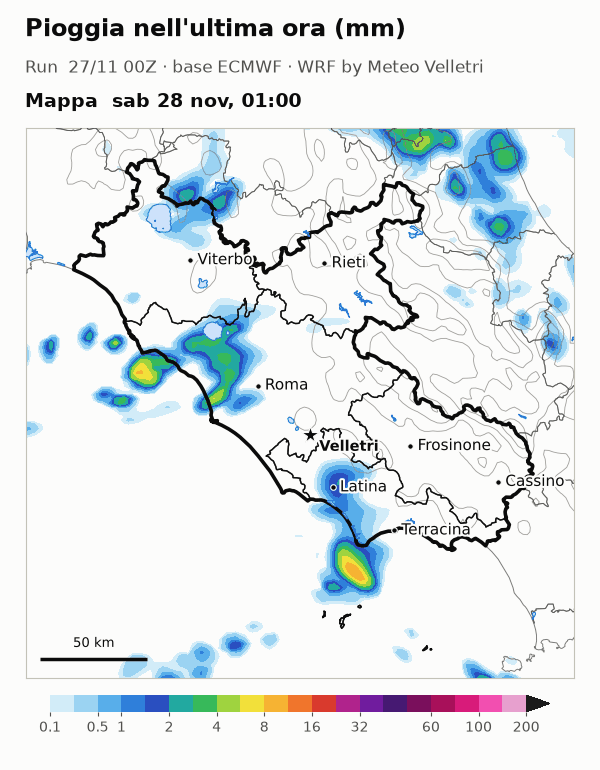 Pioggia nell'ultima ora (mm)
Run  27/11 00Z · base ECMWF · WRF by Meteo Velletri
Mappa  sab 28 nov, 01:00
Viterbo
Rieti
Roma
Velletri
Frosinone
Latina
Cassino
Terracina
50 km
0.1 0.5 1 2 4 8 16 32 60 100 200